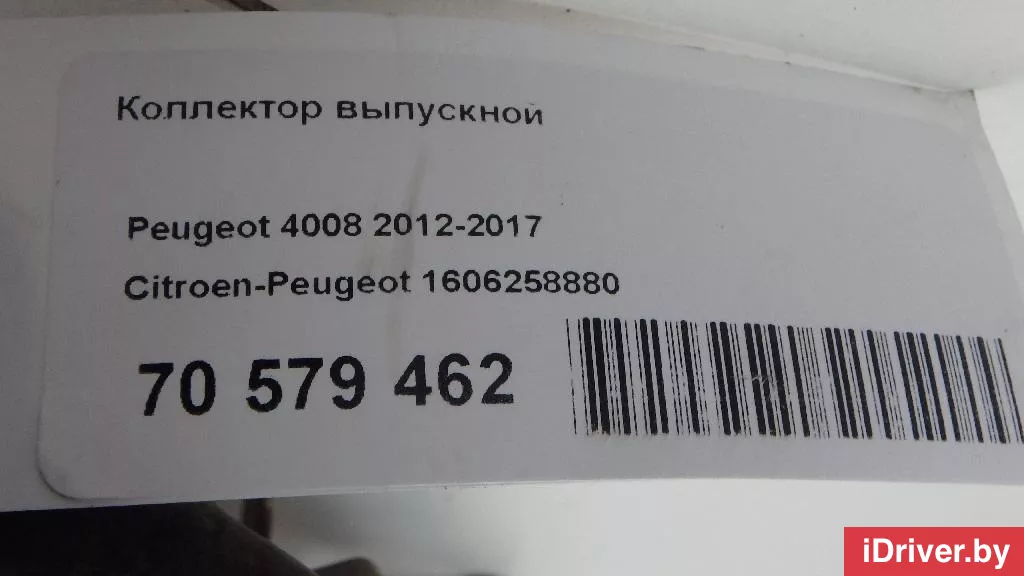 Коллектор выпускной
Peugeot 4008 2012-2017
Citroen-Peugeot 1606258880
70 579 462
iDriver.by